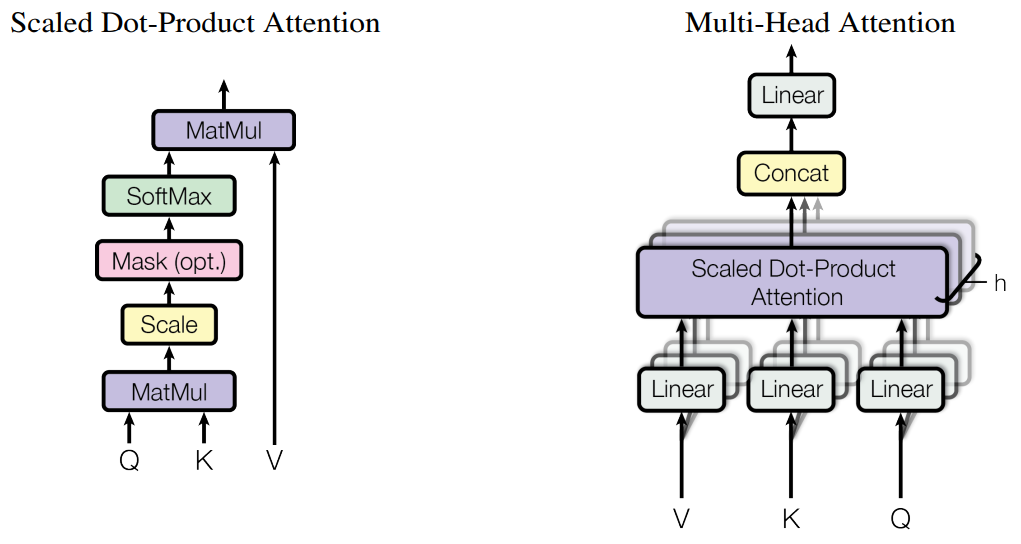 Scaled Dot-Product Attention
MatMul
SoftMax
Mask (opt.)
Scale
MatMul
Q K V
Multi-Head Attention
Linear
Concat
Scaled Dot-Product
Attention
h
Linear Linear Linear
V K Q